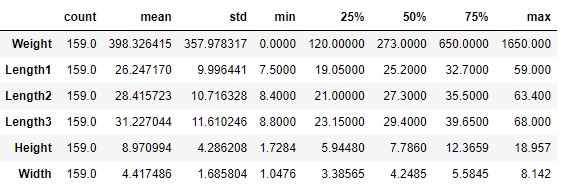 count mean std min 25% 50% 75% max
Weight 159.0 398.326415 357.978317 0.0000 120.00000 273.0000 650.0000 1650.000
Length1 159.0 26.247170 9.996441 7.5000 19.05000 25.2000 32.7000 59.000
Length2 159.0 28.415723 10.716328 8.4000 21.00000 27.3000 35.5000 63.400
Length3 159.0 31.227044 11.610246 8.8000 23.15000 29.4000 39.6500 68.000
Height 159.0 8.970994 4.286208 1.7284 5.94480 7.7860 12.3659 18.957
Width 159.0 4.417486 1.685804 1.0476 3.38565 4.2485 5.5845 8.142